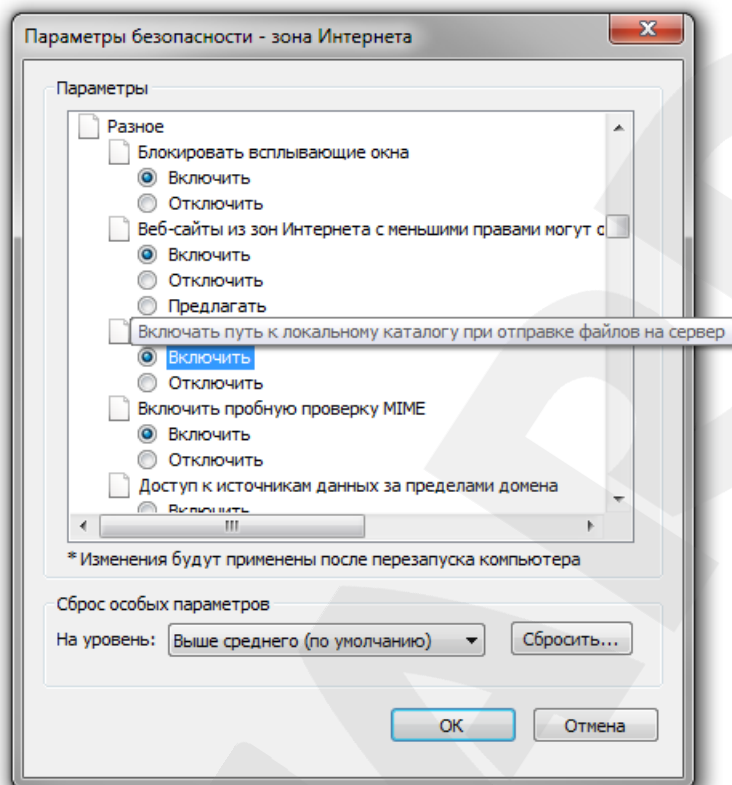 Параметры безопасности - зона Интернета
Параметры
Разное
Блокировать всплывающие окна
Включить
Отключить
Веб-сайты из зон Интернета с меньшими правами могут
Включить
Отключить
Предлагать
Включать путь к локальному каталогу при отправке файлов на сервер
Включить
Отключить
Включить пробную проверку MIME
Включить
Отключить
Доступ к источникам данных за пределами домена
Включить
* Изменения будут применены после перезапуска компьютера
Сброс особых параметров
На уровень: Выше среднего (по умолчанию) Сбросить...
OK Отмена